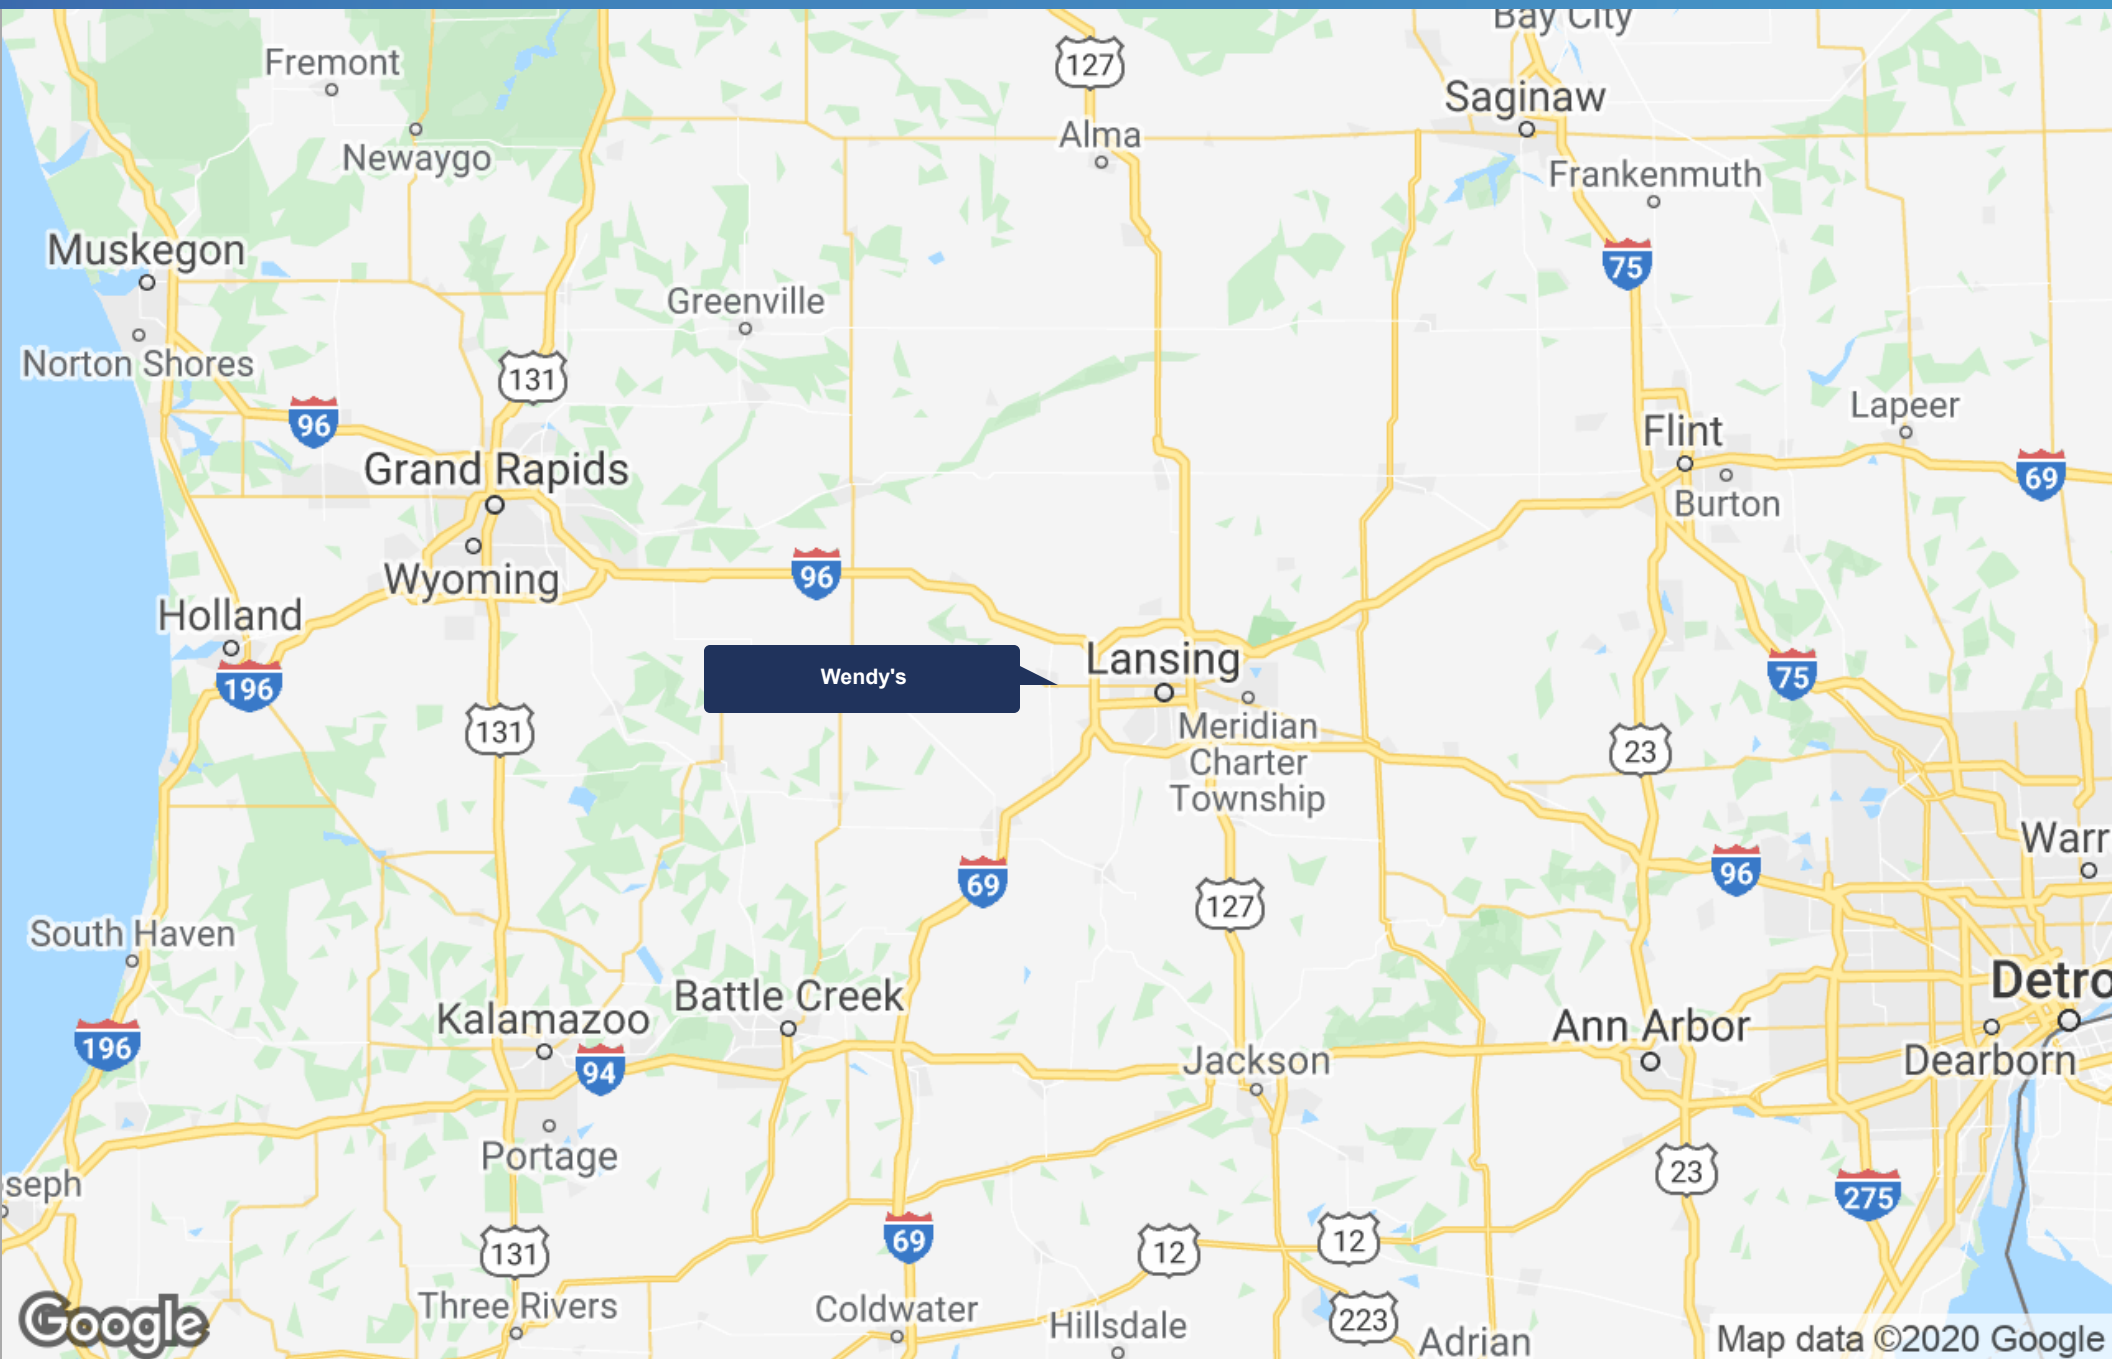 Bay City
127
Fremont
Saginaw
Alma
Newaygo
Frankenmuth
Muskegon
75
Greenville
Norton Shores
131
96
Lapeer
Flint
Grand Rapids
69
Burton
96
Wyoming
Holland
Lansing
Wendy's
75
196
Meridian
Charter
Township
131
23
Warr
96
69
127
South Haven
Detro
Battle Creek
Kalamazoo
Ann Arbor
196
Jackson
Dearborn
94
Portage
23
seph
275
69
12
12
131
Three Rivers
Coldwater
Hillsdale
223
Adrian
Google
Map data ©2020 Google